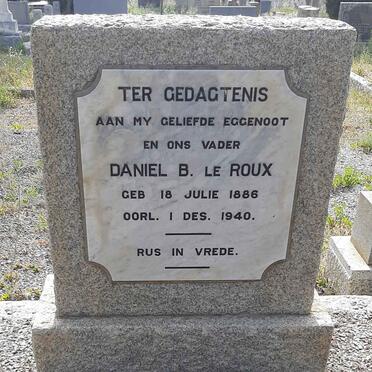 TER GEDAGTENIS
AAN MY GELIEFDE EGGENOOT
EN ONS VADER
DANIEL B. LE ROUX
GEB 18 JULIE 1886
OORL. 1 DES. 1940.
RUS IN VREDE.